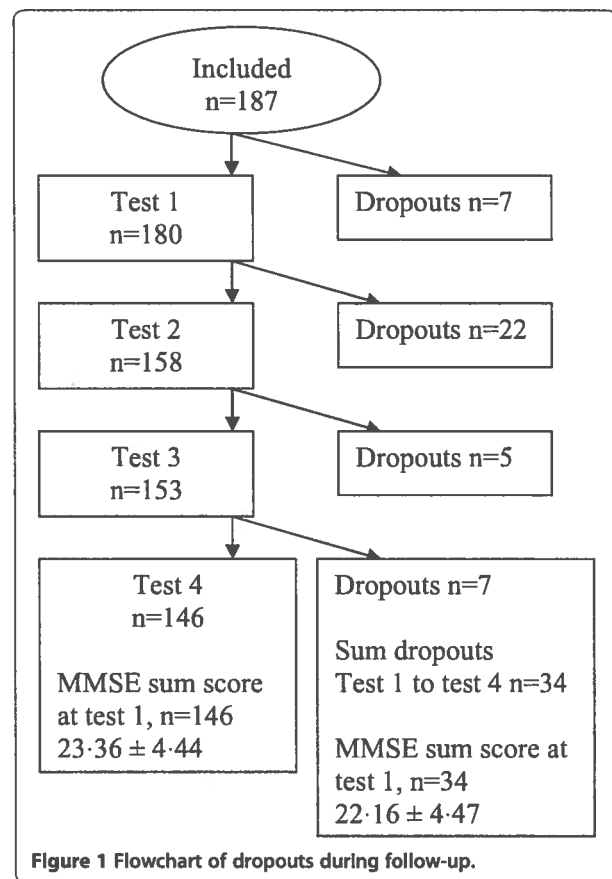 Included
n=187
Test 1
n=180
Dropouts n=7
Test 2
n=158
Dropouts n=22
Test 3
n=153
Dropouts n=5
Test 4
n=146
MMSE sum score
at test 1, n=146
23·36 ± 4·44
Dropouts n=7
Sum dropouts
Test 1 to test 4 n=34
MMSE sum score at
test 1, n=34
22·16 ± 4·47
Figure 1 Flowchart of dropouts during follow-up.